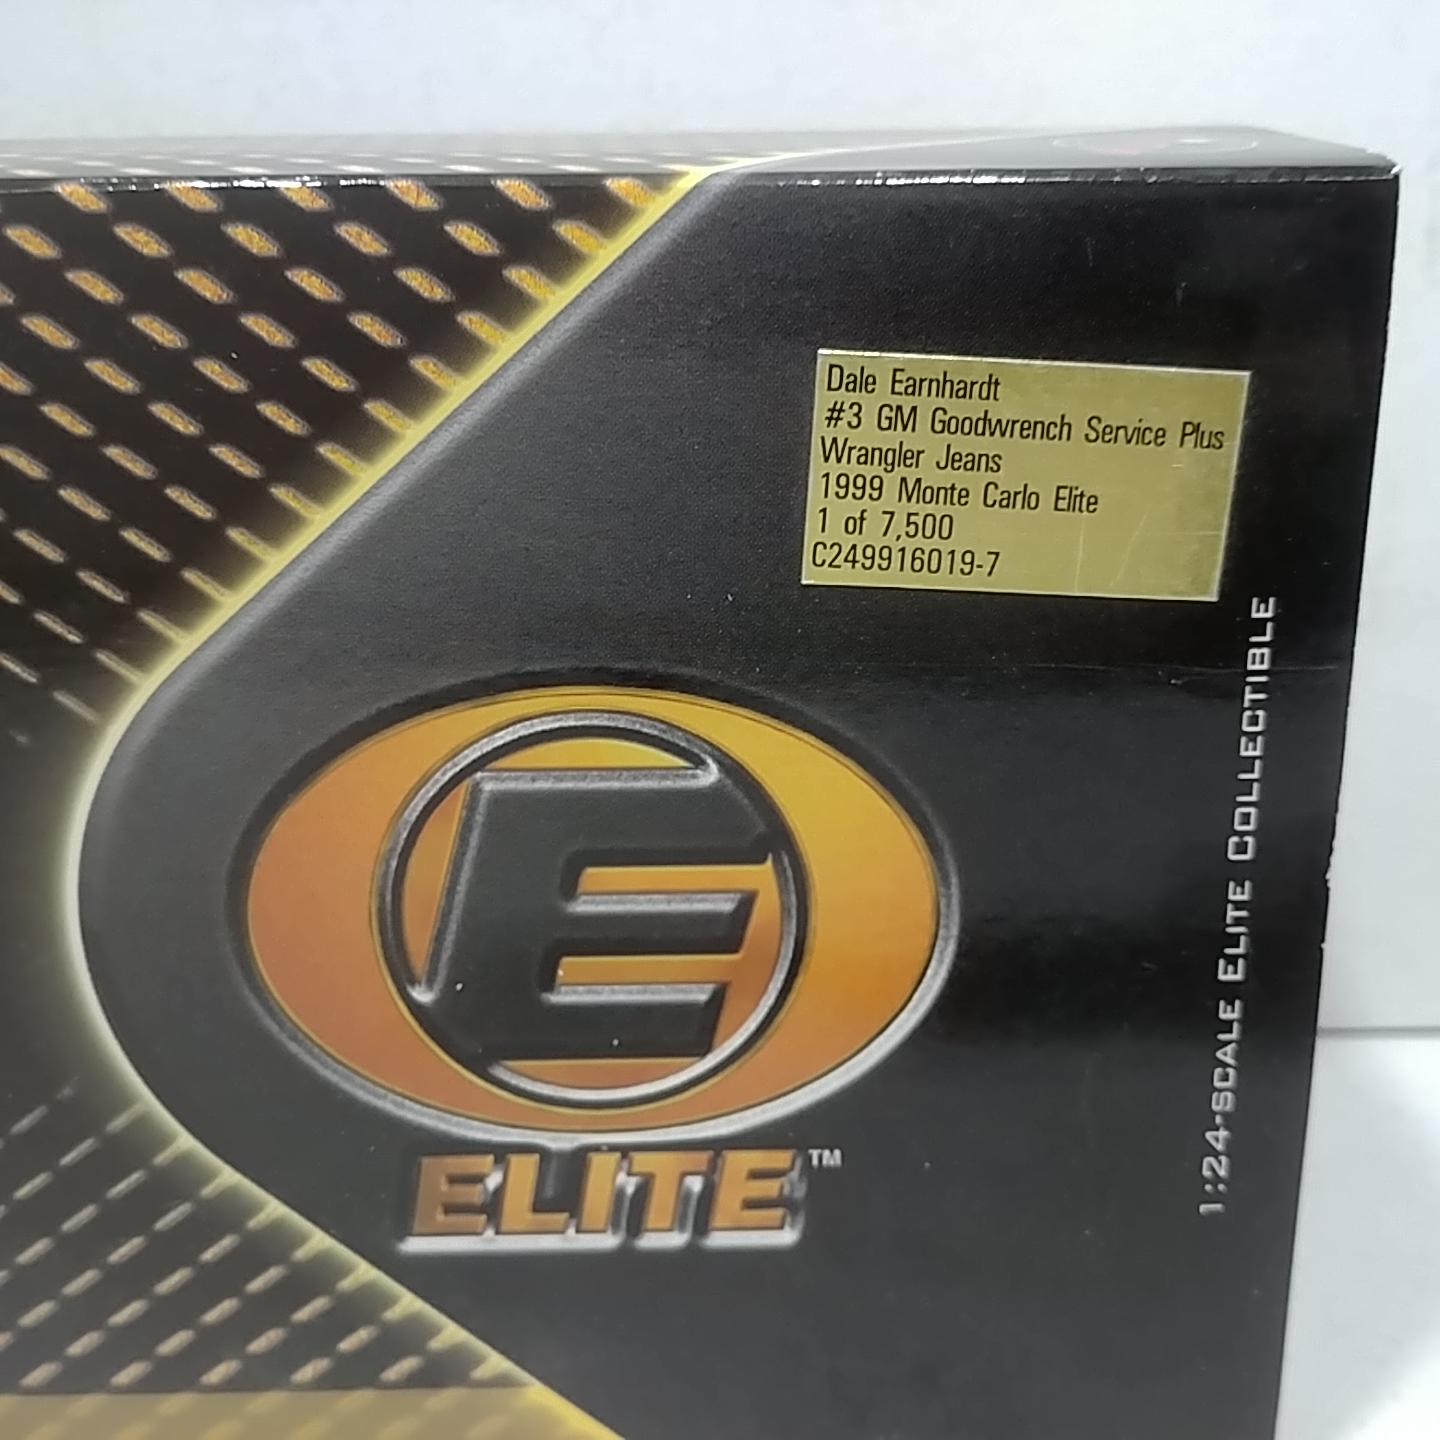 Dale Earnhardt
#3 GM Goodwrench Service Plus
Wrangler Jeans
1999 Monte Carlo Elite
1 of 7,500
C249916019-7
E
ELITE™
1:24-SCALE ELITE COLLECTIBLE